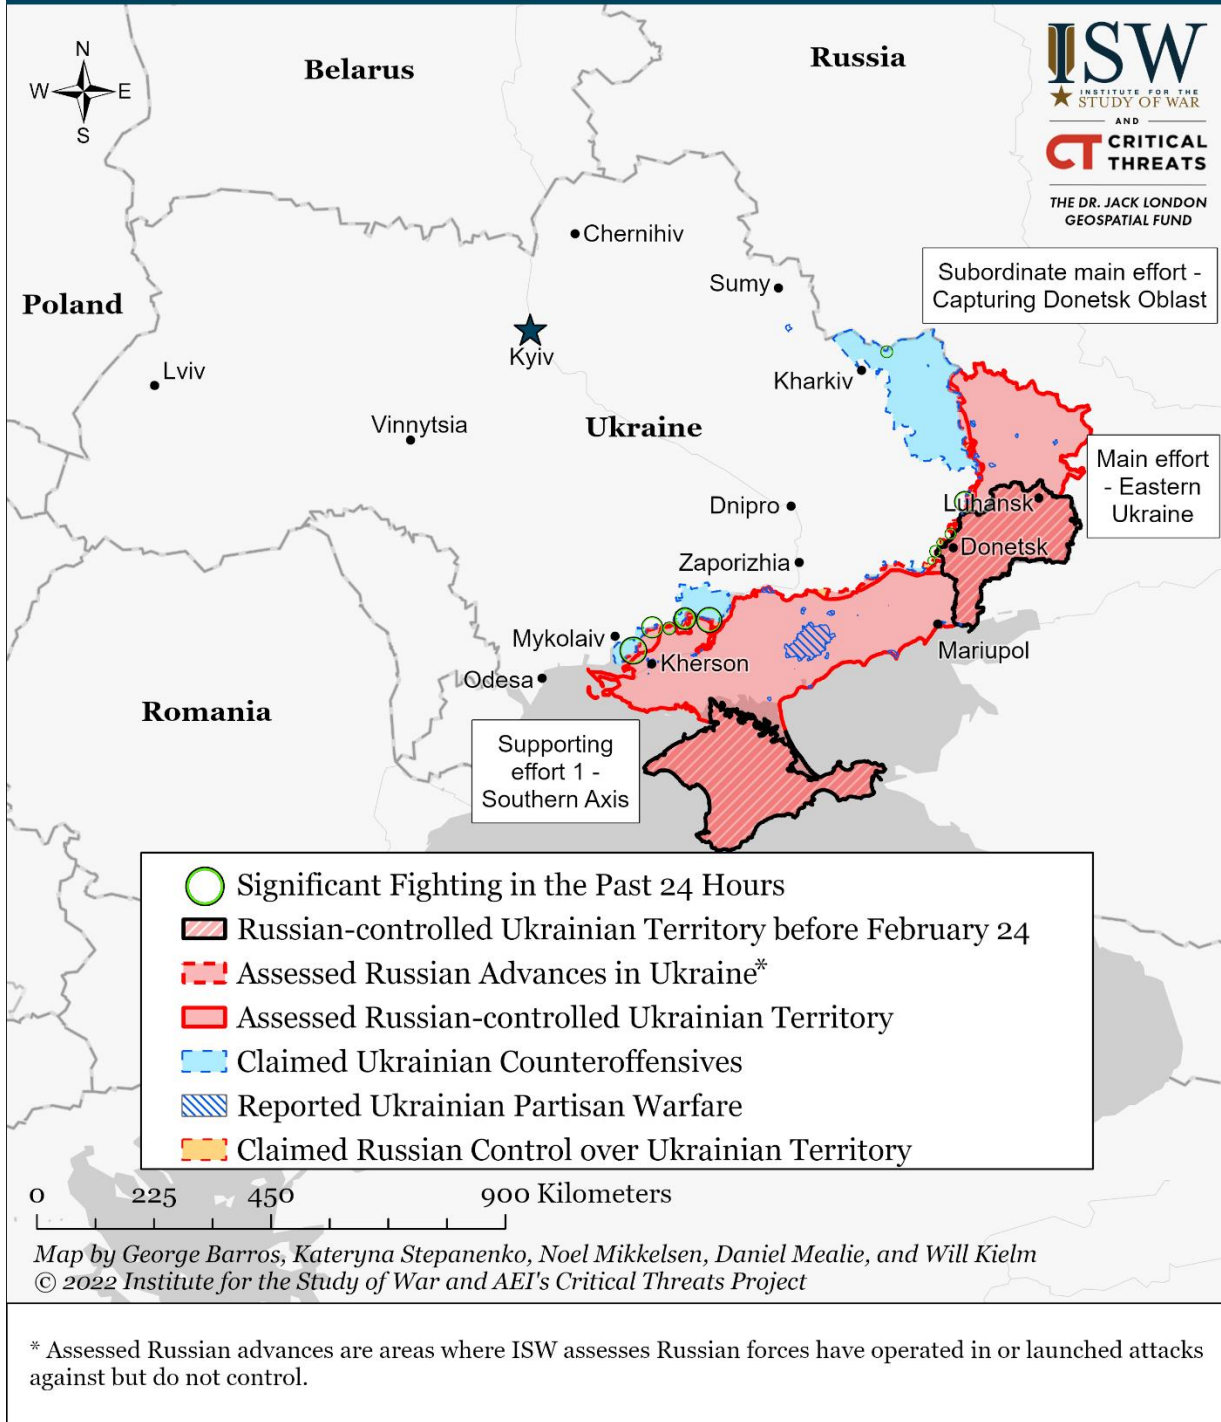 N
W
E
S
Belarus
Russia
ISW
INSTITUTE FOR THE
STUDY OF WAR
AND
CT CRITICAL
THREATS
THE DR. JACK LONDON
GEOSPATIAL FUND
Chernihiv
Sumy
Subordinate main effort -
Capturing Donetsk Oblast
Poland
Kyiv
Lviv
Kharkiv
Vinnytsia
Ukraine
Main effort
- Eastern
Ukraine
Dnipro
Luhansk
Donetsk
Zaporizhia
Mykolaiv
Mariupol
Kherson
Odesa
Romania
Supporting
effort 1 -
Southern Axis
Significant Fighting in the Past 24 Hours
Russian-controlled Ukrainian Territory before February 24
Assessed Russian Advances in Ukraine*
Assessed Russian-controlled Ukrainian Territory
Claimed Ukrainian Counteroffensives
Reported Ukrainian Partisan Warfare
Claimed Russian Control over Ukrainian Territory
0 225 450 900 Kilometers
Map by George Barros, Kateryna Stepanenko, Noel Mikkelsen, Daniel Mealie, and Will Kielm
© 2022 Institute for the Study of War and AEI's Critical Threats Project
* Assessed Russian advances are areas where ISW assesses Russian forces have operated in or launched attacks
against but do not control.